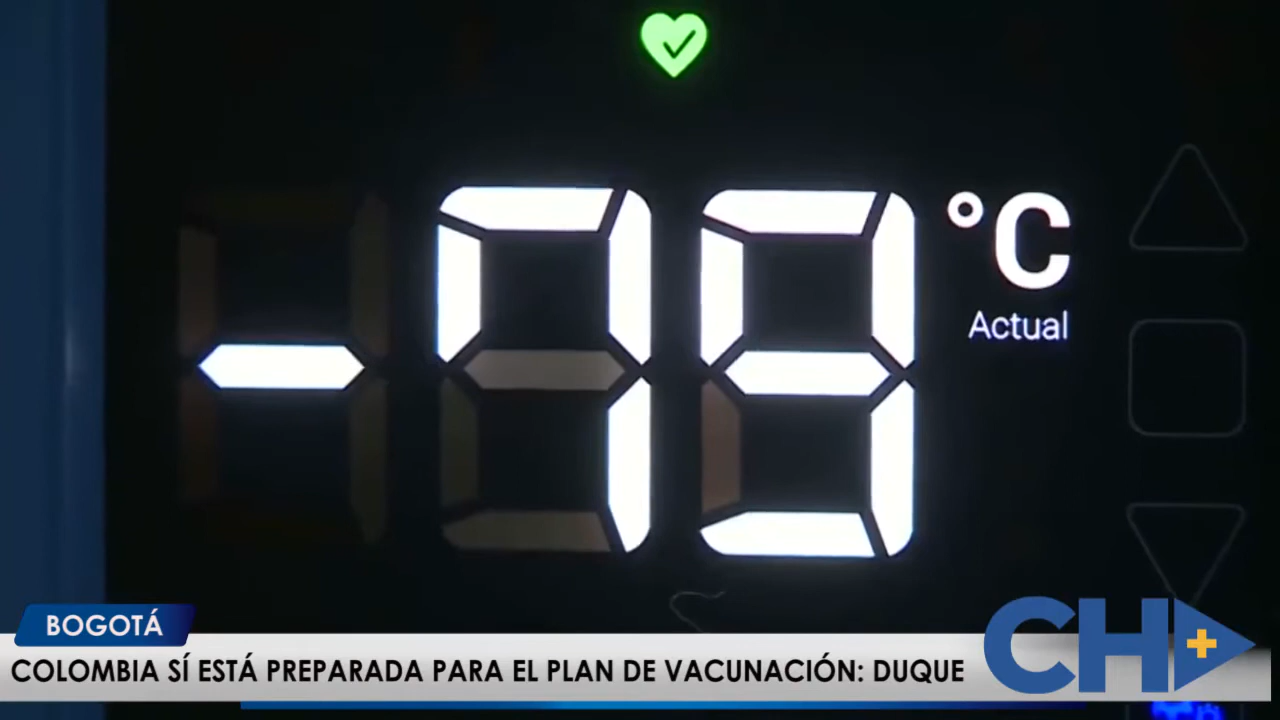 -79 °C
Actual
BOGOTÁ
COLOMBIA SÍ ESTÁ PREPARADA PARA EL PLAN DE VACUNACIÓN: DUQUE
CH+